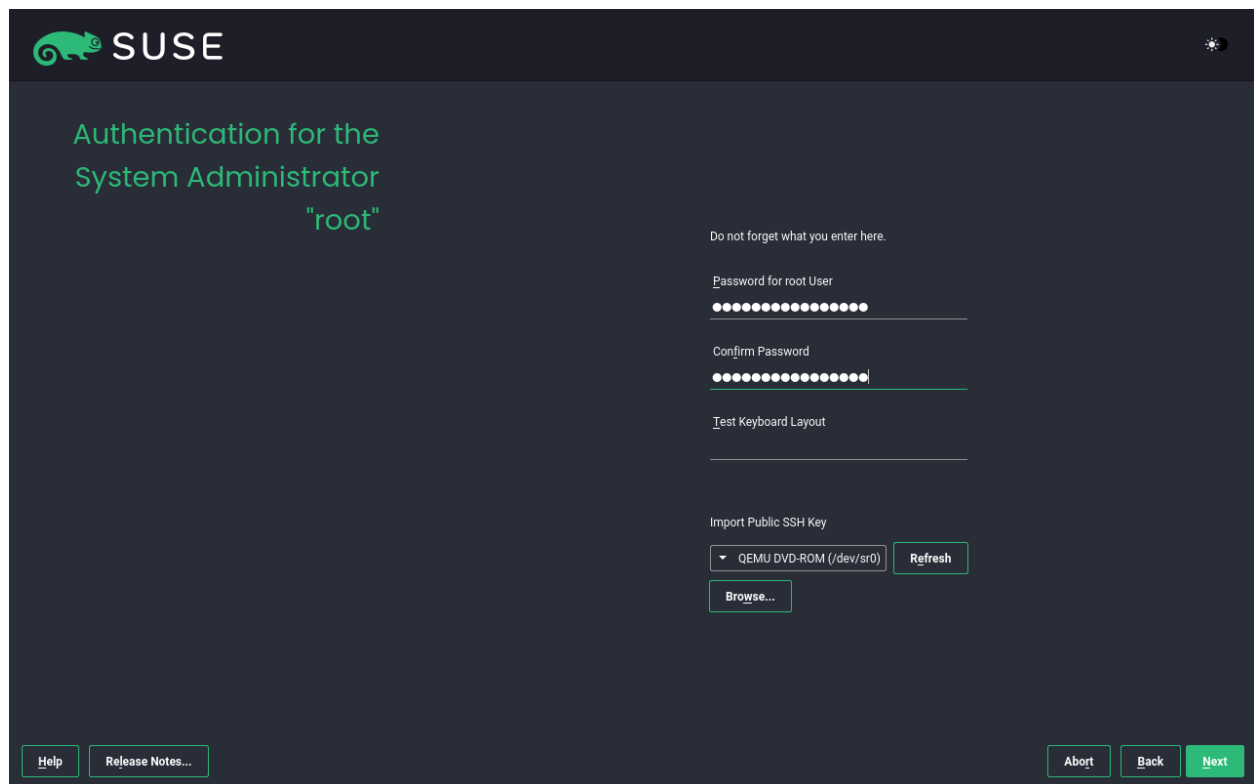 SUSE
Authentication for the
System Administrator
"root"
Do not forget what you enter here.
Password for root User
●●●●●●●●●●●●●●●●
Confirm Password
●●●●●●●●●●●●●●●●
Test Keyboard Layout
Import Public SSH Key
QEMU DVD-ROM (/dev/sr0) Refresh
Browse...
Help Release Notes... Abort Back Next